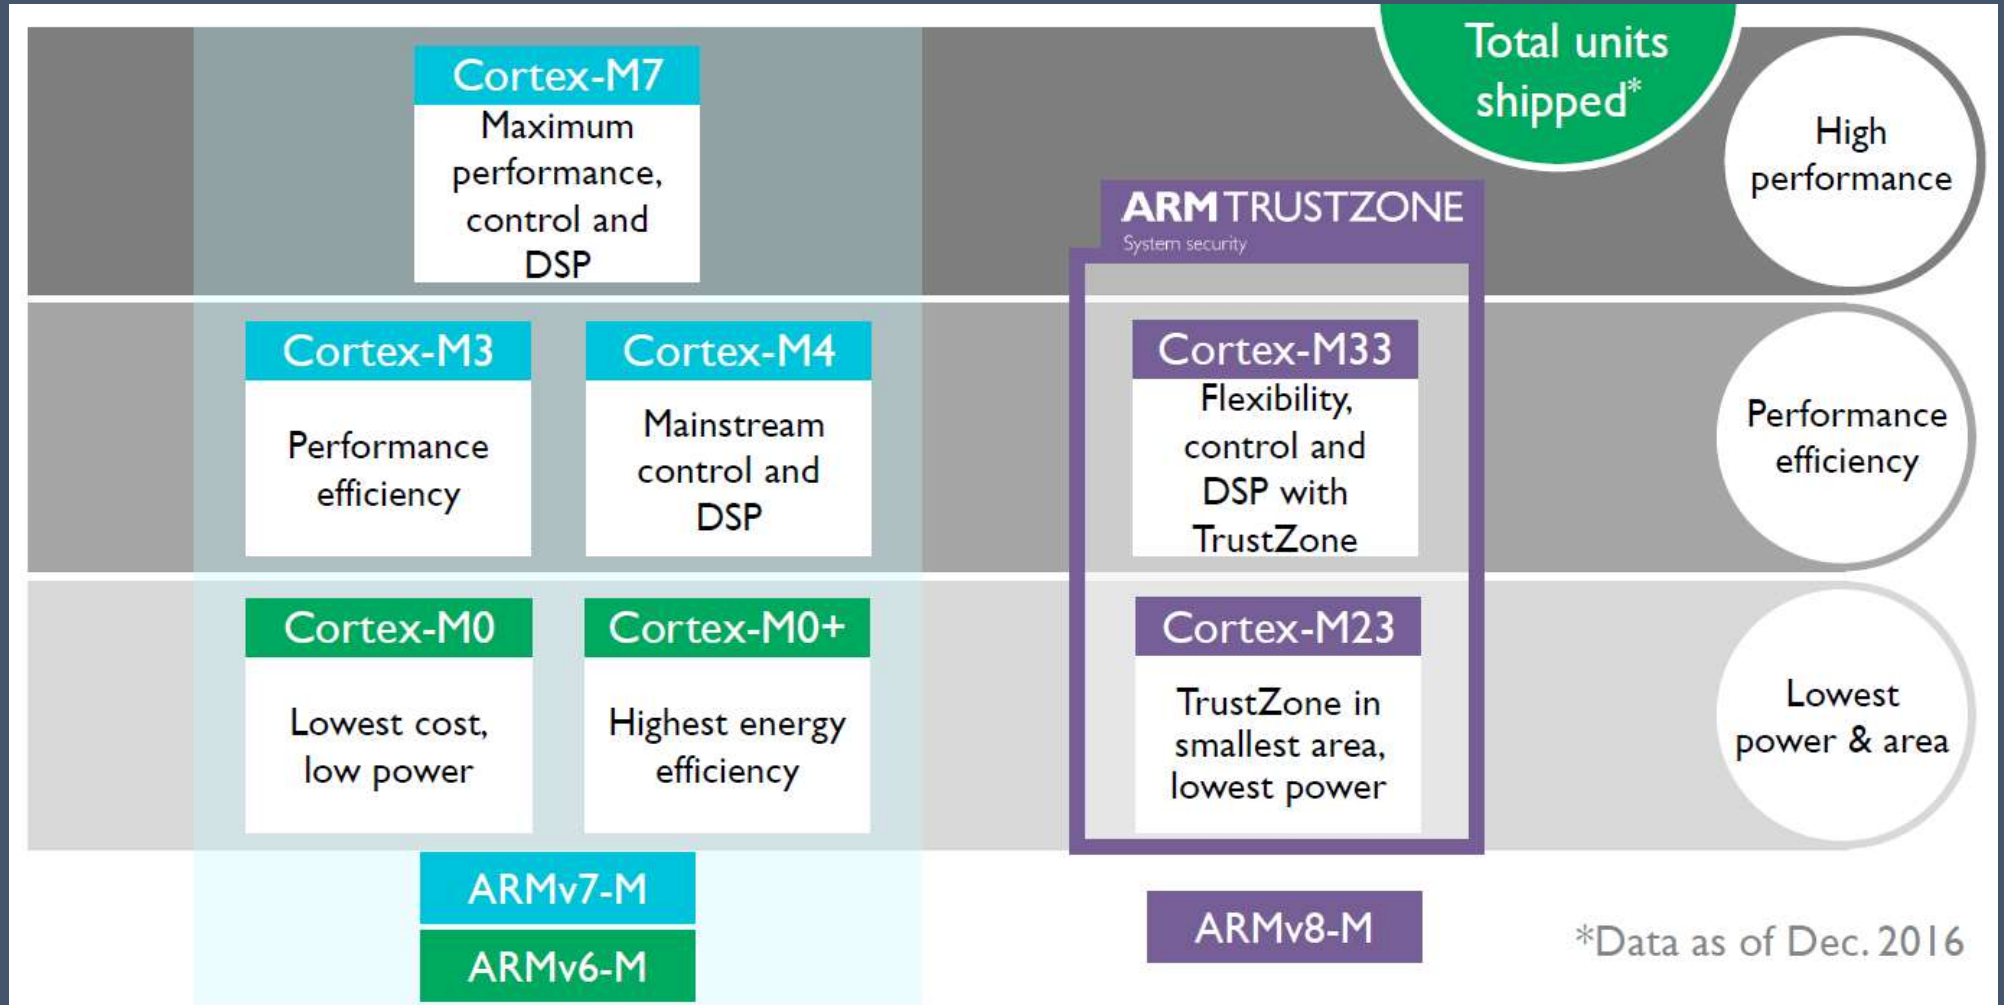 Total units
shipped*
Cortex-M7
Maximum
performance,
control and
DSP
High
performance
ARMTRUSTZONE
System security
Cortex-M3
Performance
efficiency
Cortex-M4
Mainstream
control and
DSP
Cortex-M33
Flexibility,
control and
DSP with
TrustZone
Performance
efficiency
Cortex-M0
Lowest cost,
low power
Cortex-M0+
Highest energy
efficiency
Cortex-M23
TrustZone in
smallest area,
lowest power
Lowest
power & area
ARMv7-M
ARMv6-M
ARMv8-M
*Data as of Dec. 2016